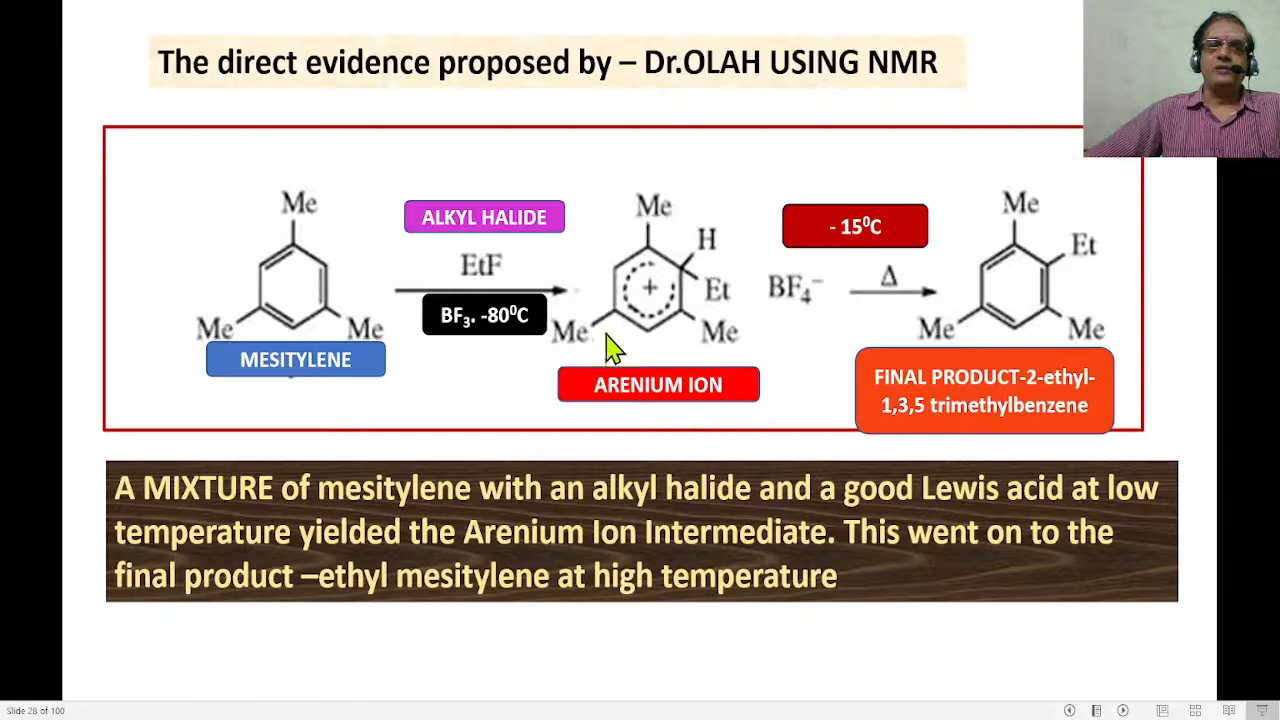 The direct evidence proposed by – Dr.OLAH USING NMR
Me
Me
Me
MESITYLENE
ALKYL HALIDE
EtF
BF₃. -80⁰C
Me
H
Et
Me
Me
+
ARENIUM ION
BF₄⁻
- 15⁰C
Δ
Me
Et
Me
Me
FINAL PRODUCT-2-ethyl-
1,3,5 trimethylbenzene
A MIXTURE of mesitylene with an alkyl halide and a good Lewis acid at low
temperature yielded the Arenium Ion Intermediate. This went on to the
final product –ethyl mesitylene at high temperature
Slide 28 of 100